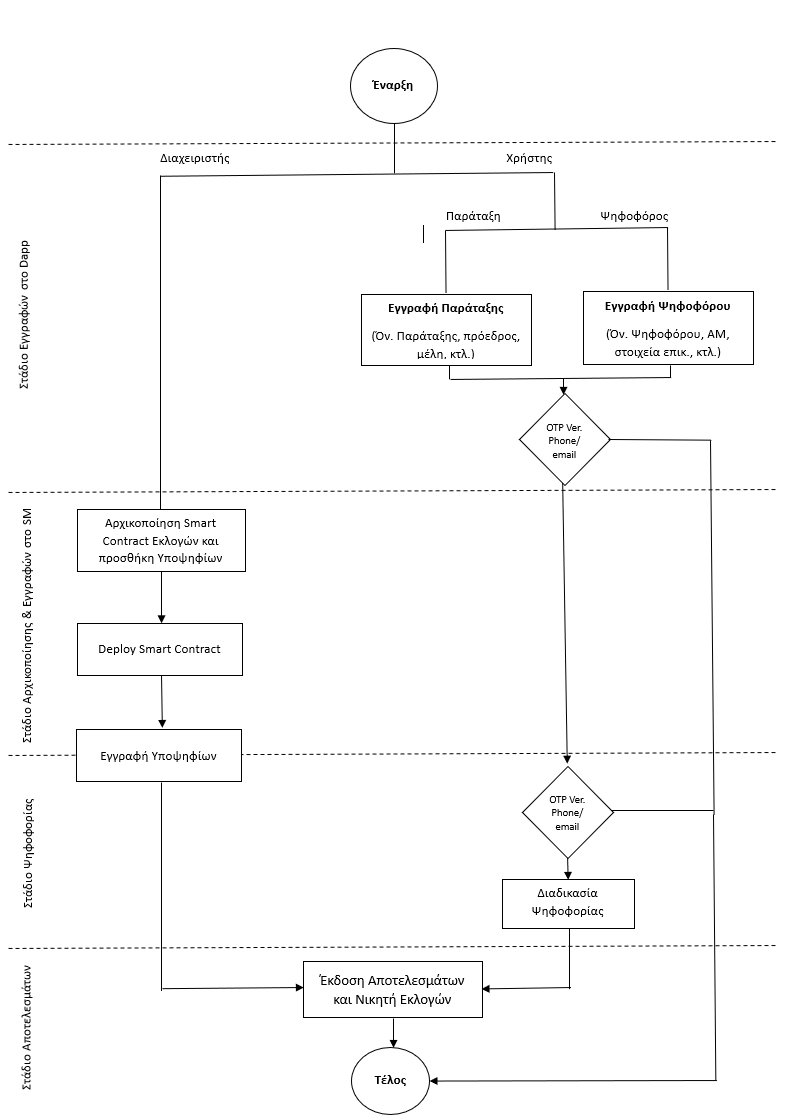 Έναρξη
Διαχειριστής
Χρήστης
Παράταξη
Ψηφοφόρος
Στάδιο Εγγραφών στο Dapp
Εγγραφή Παράταξης
(Όν. Παράταξης, πρόεδρος,
μέλη, κτλ.)
Εγγραφή Ψηφοφόρου
(Όν. Ψηφοφόρου, ΑΜ,
στοιχεία επικ., κτλ.)
OTP Ver.
Phone/
email
Στάδιο Αρχικοποίησης & Εγγραφών στο SM
Αρχικοποίηση Smart
Contract Εκλογών και
προσθήκη Υποψηφίων
Deploy Smart Contract
Εγγραφή Υποψηφίων
Στάδιο Ψηφοφορίας
OTP Ver.
Phone/
email
Διαδικασία
Ψηφοφορίας
Στάδιο Αποτελεσμάτων
Έκδοση Αποτελεσμάτων
και Νικητή Εκλογών
Τέλος